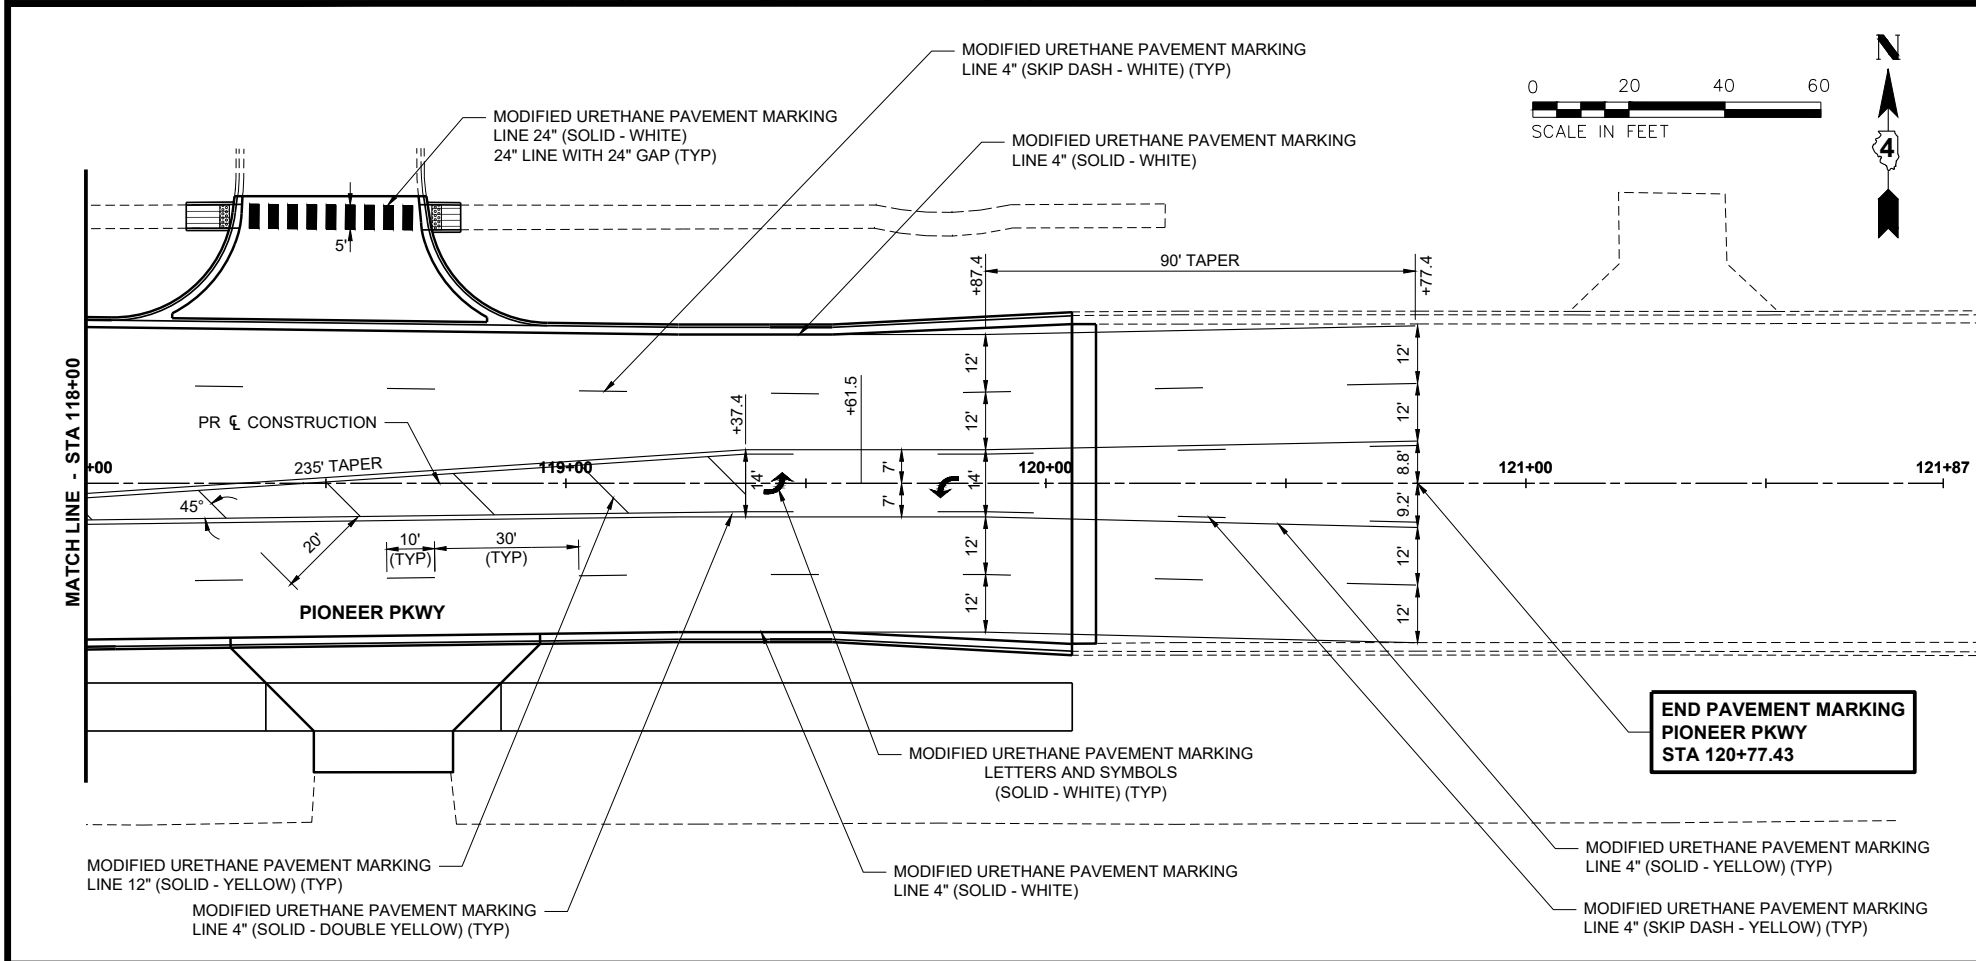 MODIFIED URETHANE PAVEMENT MARKING
LINE 4" (SKIP DASH - WHITE) (TYP)
N
0 20 40 60
SCALE IN FEET
4
MODIFIED URETHANE PAVEMENT MARKING
LINE 24" (SOLID - WHITE)
24" LINE WITH 24" GAP (TYP)
MODIFIED URETHANE PAVEMENT MARKING
LINE 4" (SOLID - WHITE)
5'
+87.4
90' TAPER
+77.4
MATCH LINE - STA 118+00
12'
12'
12'
12'
+37.4
+61.5
PR ℄ CONSTRUCTION
+00
235' TAPER
119+00
14'
7'
7'
14'
120+00
8.8'
9.2'
121+00
121+87
45°
20'
10'
(TYP)
30'
(TYP)
12'
12'
12'
12'
PIONEER PKWY
END PAVEMENT MARKING
PIONEER PKWY
STA 120+77.43
MODIFIED URETHANE PAVEMENT MARKING
LETTERS AND SYMBOLS
(SOLID - WHITE) (TYP)
MODIFIED URETHANE PAVEMENT MARKING
LINE 12" (SOLID - YELLOW) (TYP)
MODIFIED URETHANE PAVEMENT MARKING
LINE 4" (SOLID - WHITE)
MODIFIED URETHANE PAVEMENT MARKING
LINE 4" (SOLID - YELLOW) (TYP)
MODIFIED URETHANE PAVEMENT MARKING
LINE 4" (SOLID - DOUBLE YELLOW) (TYP)
MODIFIED URETHANE PAVEMENT MARKING
LINE 4" (SKIP DASH - YELLOW) (TYP)